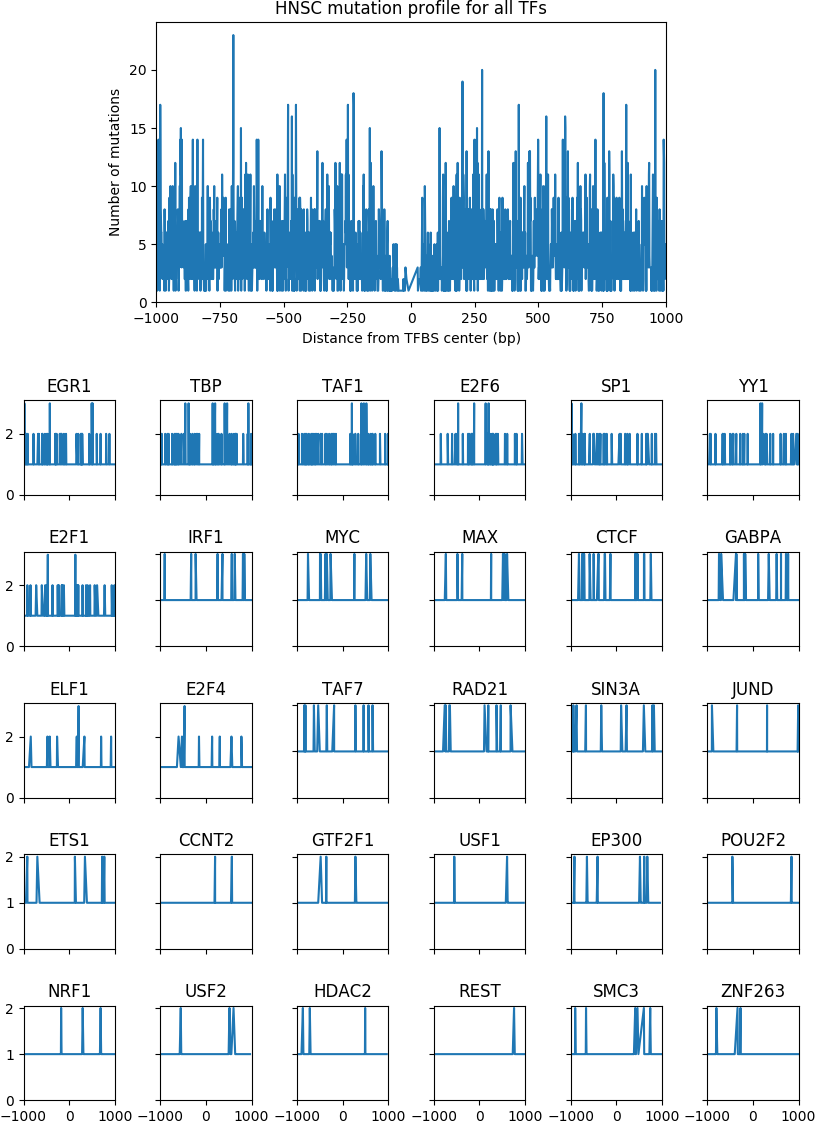 HNSC mutation profile for all TFs
20
15
10
5
0
Number of mutations
−1000 −750 −500 −250 0 250 500 750 1000
Distance from TFBS center (bp)
EGR1 TBP TAF1 E2F6 SP1 YY1
2
0
E2F1 IRF1 MYC MAX CTCF GABPA
2
0
ELF1 E2F4 TAF7 RAD21 SIN3A JUND
2
0
ETS1 CCNT2 GTF2F1 USF1 EP300 POU2F2
2
1
0
NRF1 USF2 HDAC2 REST SMC3 ZNF263
2
1
0
−1000 0 1000 −1000 0 1000 −1000 0 1000 −1000 0 1000 −1000 0 1000 −1000 0 1000